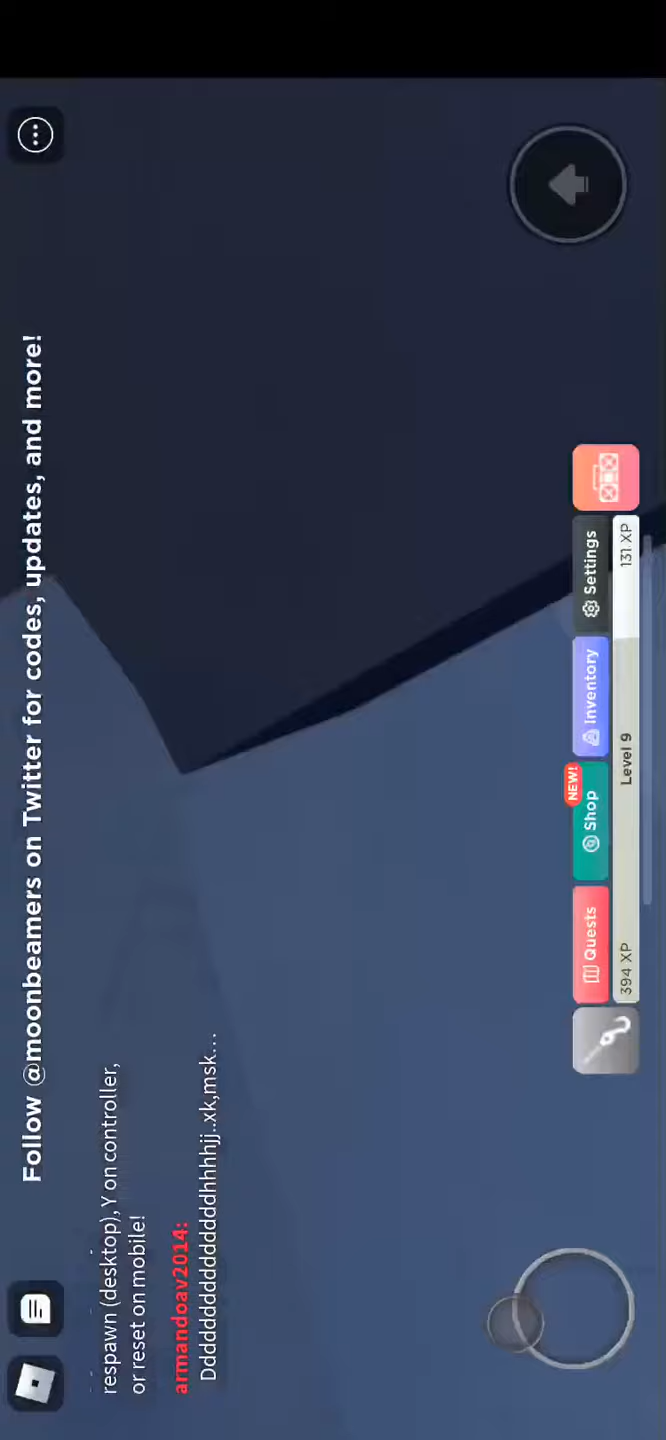 Follow @moonbeamers on Twitter for codes, updates, and more!
respawn (desktop), Y on controller,
or reset on mobile!
armandoav2014:
Dddddddddddddddddhhhhjj..xk,msk...
NEW!
Quests
Shop
Inventory
Settings
394 XP
Level 9
131 XP